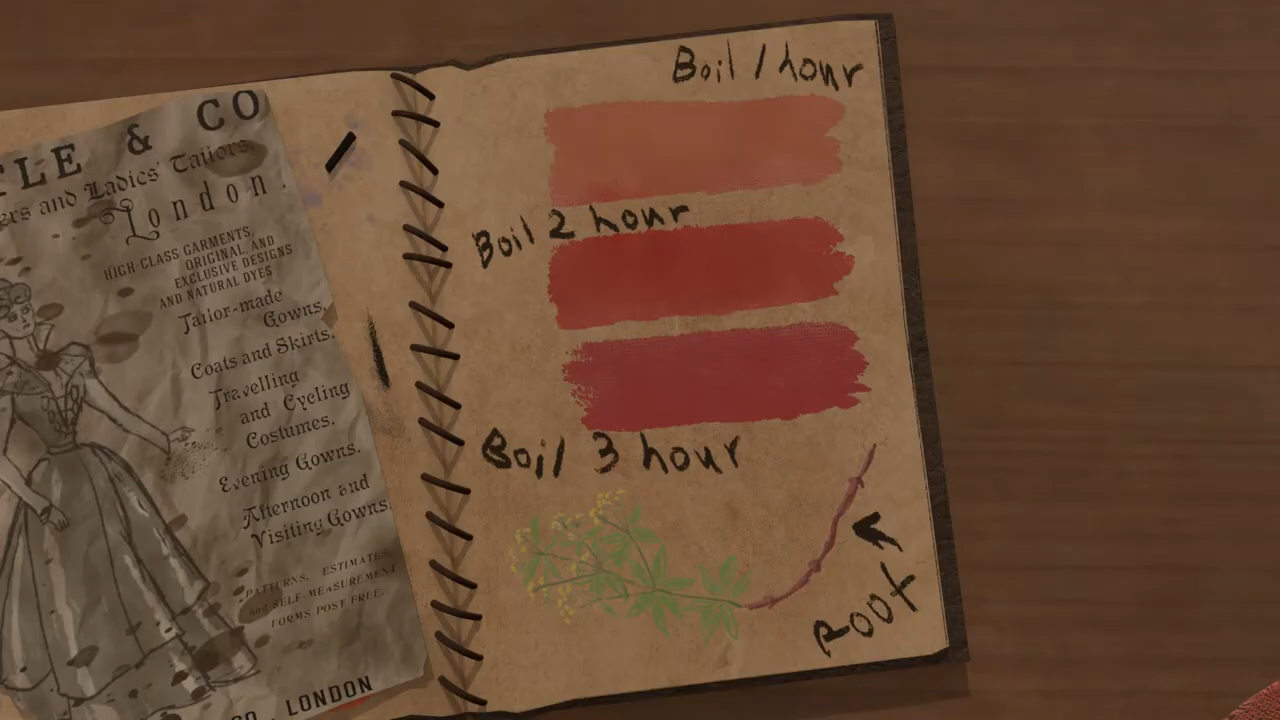 & CO
and Ladies' Tailors.
London.
HIGH-CLASS GARMENTS,
ORIGINAL, AND
EXCLUSIVE DESIGNS
AND NATURAL DYES
Tailor-made
Gowns.
Coats and Skirts.
Travelling
and Cycling
Costumes.
Evening Gowns.
Afternoon and
Visiting Gowns.
PATTERNS, ESTIMATES,
and SELF-MEASUREMENT
FORMS POST FREE.
LONDON
Boil 1 hour
Boil 2 hour
Boil 3 hour
ROOT